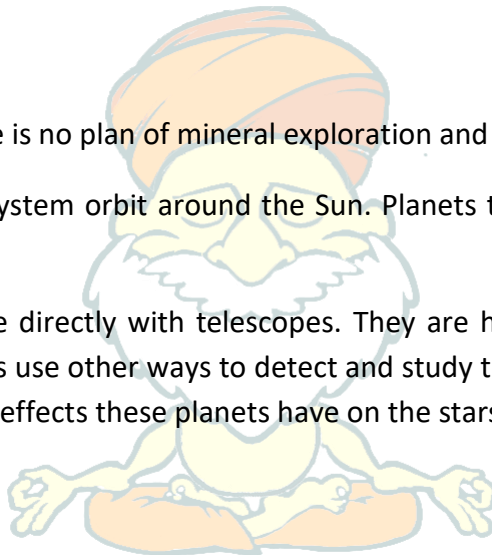 is no plan of mineral exploration and
ystem orbit around the Sun. Planets t
directly with telescopes. They are h
s use other ways to detect and study t
effects these planets have on the stars